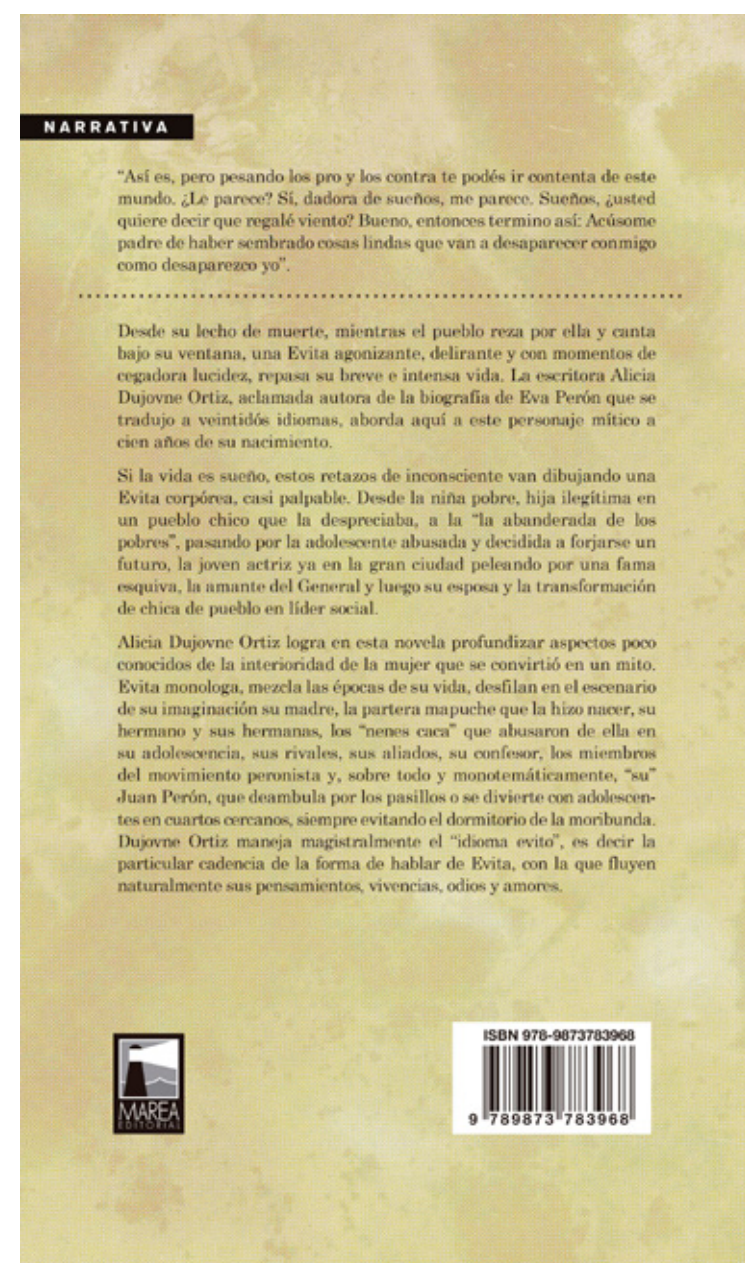 NARRATIVA
“Así es, pero pesando los pro y los contra te podés ir contenta de este
mundo. ¿Le parece? Sí, dadora de sueños, me parece. Sueños, ¿usted
quiere decir que regalé viento? Bueno, entonces termino así: Acúsome
padre de haber sembrado cosas lindas que van a desaparecer conmigo
como desaparezco yo”.
Desde su lecho de muerte, mientras el pueblo reza por ella y canta
bajo su ventana, una Evita agonizante, delirante y con momentos de
cegadora lucidez, repasa su breve e intensa vida. La escritora Alicia
Dujovne Ortiz, aclamada autora de la biografía de Eva Perón que se
tradujo a veintidós idiomas, aborda aquí a este personaje mítico a
cien años de su nacimiento.
Si la vida es sueño, estos retazos de inconsciente van dibujando una
Evita corpórea, casi palpable. Desde la niña pobre, hija ilegítima en
un pueblo chico que la despreciaba, a la “la abanderada de los
pobres”, pasando por la adolescente abusada y decidida a forjarse un
futuro, la joven actriz ya en la gran ciudad peleando por una fama
esquiva, la amante del General y luego su esposa y la transformación
de chica de pueblo en líder social.
Alicia Dujovne Ortiz logra en esta novela profundizar aspectos poco
conocidos de la interioridad de la mujer que se convirtió en un mito.
Evita monologa, mezcla las épocas de su vida, desfilan en el escenario
de su imaginación su madre, la partera mapuche que la hizo nacer, su
hermano y sus hermanas, los “nenes caca” que abusaron de ella en
su adolescencia, sus rivales, sus aliados, su confesor, los miembros
del movimiento peronista y, sobre todo y monotemáticamente, “su”
Juan Perón, que deambula por los pasillos o se divierte con adolescen-
tes en cuartos cercanos, siempre evitando el dormitorio de la moribunda.
Dujovne Ortiz maneja magistralmente el “idioma evito”, es decir la
particular cadencia de la forma de hablar de Evita, con la que fluyen
naturalmente sus pensamientos, vivencias, odios y amores.
MAREA
EDITORIAL
ISBN 978-9873783968
9 789873 783968